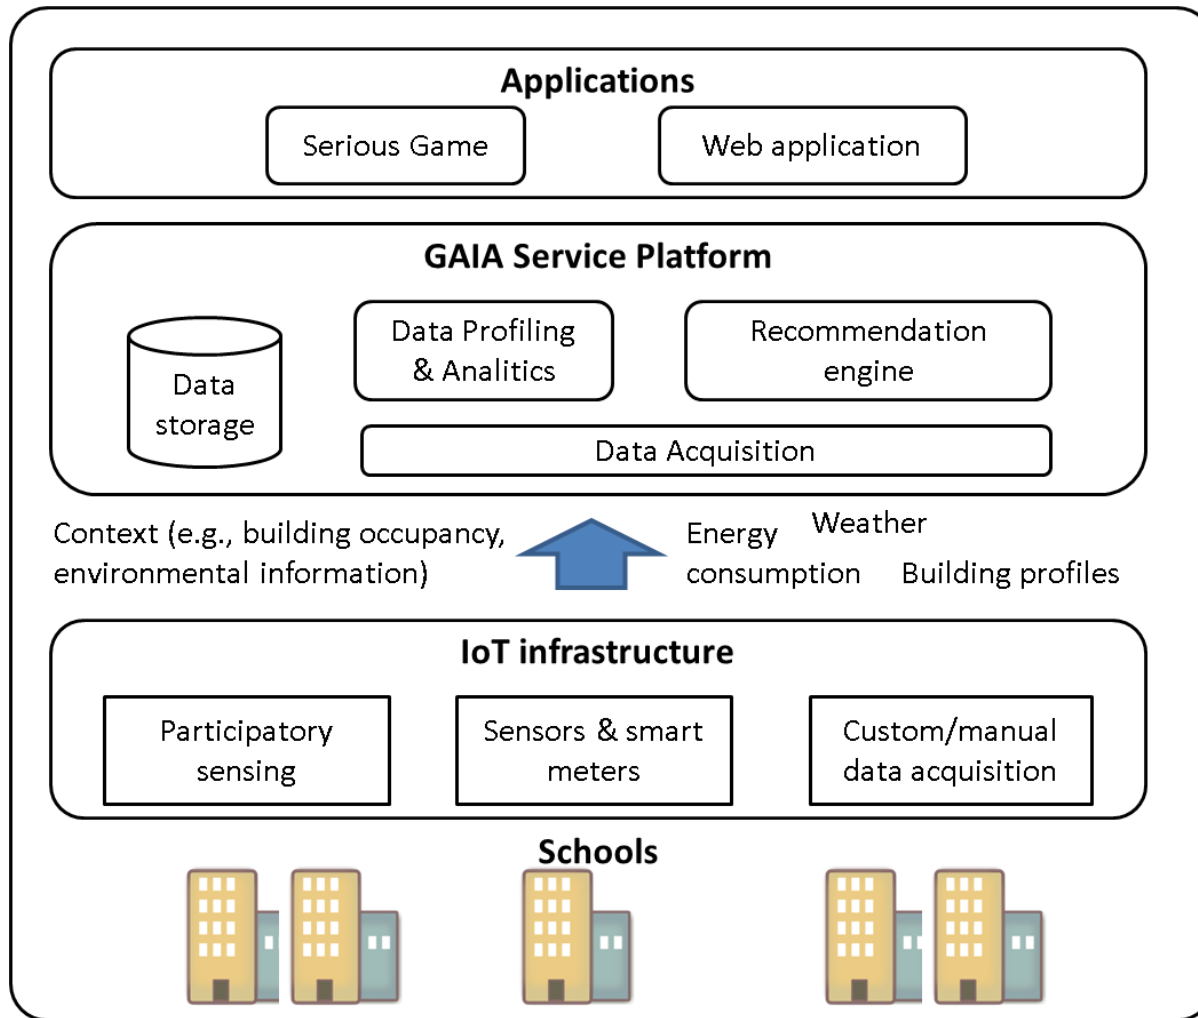 Applications
Serious Game
Web application
GAIA Service Platform
Data
storage
Data Profiling
& Analitics
Recommendation
engine
Data Acquisition
Context (e.g., building occupancy,
environmental information)
Energy
consumption
Weather
Building profiles
IoT infrastructure
Participatory
sensing
Sensors & smart
meters
Custom/manual
data acquisition
Schools